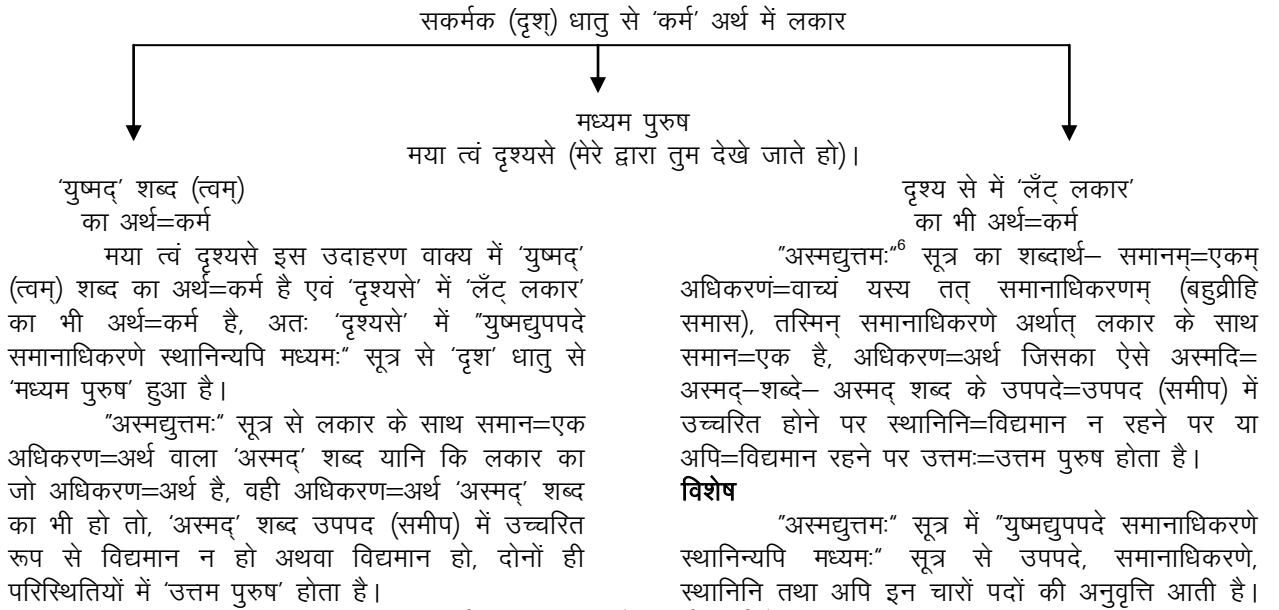 सकर्मक (दृश्) धातु से ‘कर्म’ अर्थ में लकार
मध्यम पुरुष
मया त्वं दृश्यसे (मेरे द्वारा तुम देखे जाते हो)।
‘युष्मद्’ शब्द (त्वम्)
का अर्थ=कर्म
मया त्वं दृश्यसे इस उदाहरण वाक्य में ‘युष्मद्’
(त्वम्) शब्द का अर्थ=कर्म है एवं ‘दृश्यसे’ में ‘लँट् लकार’
का भी अर्थ=कर्म है, अतः ‘दृश्यसे’ में "युष्मद्युपपदे
समानाधिकरणे स्थानिन्यपि मध्यमः" सूत्र से ‘दृश’ धातु से
‘मध्यम पुरुष’ हुआ है।
"अस्मद्युत्तमः" सूत्र से लकार के साथ समान=एक
अधिकरण=अर्थ वाला ‘अस्मद्’ शब्द यानि कि लकार का
जो अधिकरण=अर्थ है, वही अधिकरण=अर्थ ‘अस्मद्’ शब्द
का भी हो तो, ‘अस्मद्’ शब्द उपपद (समीप) में उच्चरित
रूप से विद्यमान न हो अथवा विद्यमान हो, दोनों ही
परिस्थितियों में ‘उत्तम पुरुष’ होता है।
दृश्य से में ‘लँट् लकार’
का भी अर्थ=कर्म
"अस्मद्युत्तमः"6 सूत्र का शब्दार्थ– समानम्=एकम्
अधिकरणं=वाच्यं यस्य तत् समानाधिकरणम् (बहुव्रीहि
समास), तस्मिन् समानाधिकरणे अर्थात् लकार के साथ
समान=एक है, अधिकरण=अर्थ जिसका ऐसे अस्मदि=
अस्मद्–शब्दे– अस्मद् शब्द के उपपदे=उपपद (समीप) में
उच्चरित होने पर स्थानिनि=विद्यमान न रहने पर या
अपि=विद्यमान रहने पर उत्तमः=उत्तम पुरुष होता है।
विशेष
"अस्मद्युत्तमः" सूत्र में "युष्मद्युपपदे समानाधिकरणे
स्थानिन्यपि मध्यमः" सूत्र से उपपदे, समानाधिकरणे,
स्थानिनि तथा अपि इन चारों पदों की अनुवृत्ति आती है।